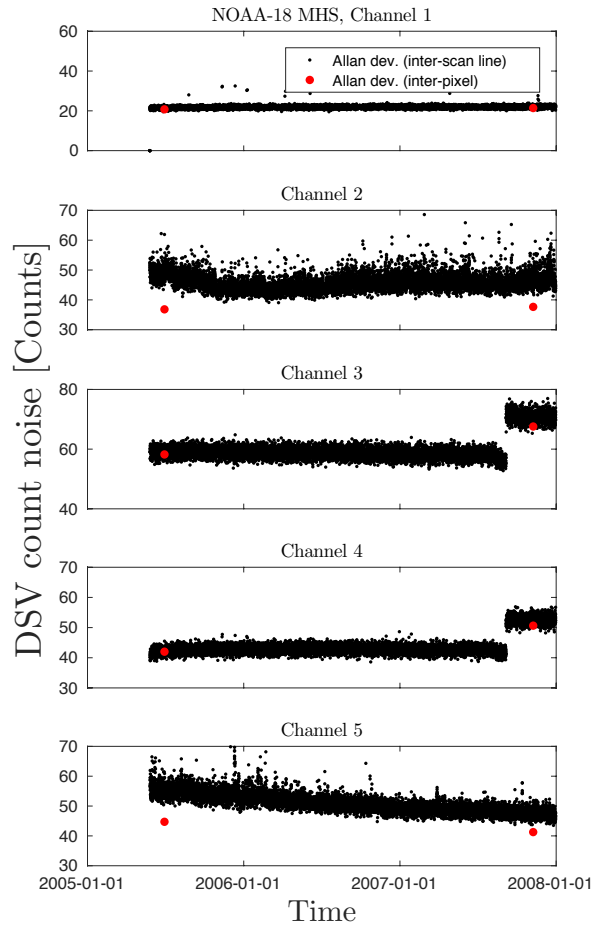 NOAA-18 MHS, Channel 1
60
40
20
0
Allan dev. (inter-scan line)
Allan dev. (inter-pixel)
Channel 2
70
60
50
40
30
Channel 3
80
60
40
Channel 4
70
60
50
40
30
Channel 5
70
60
50
40
30
2005-01-01 2006-01-01 2007-01-01 2008-01-01
Time
DSV count noise [Counts]